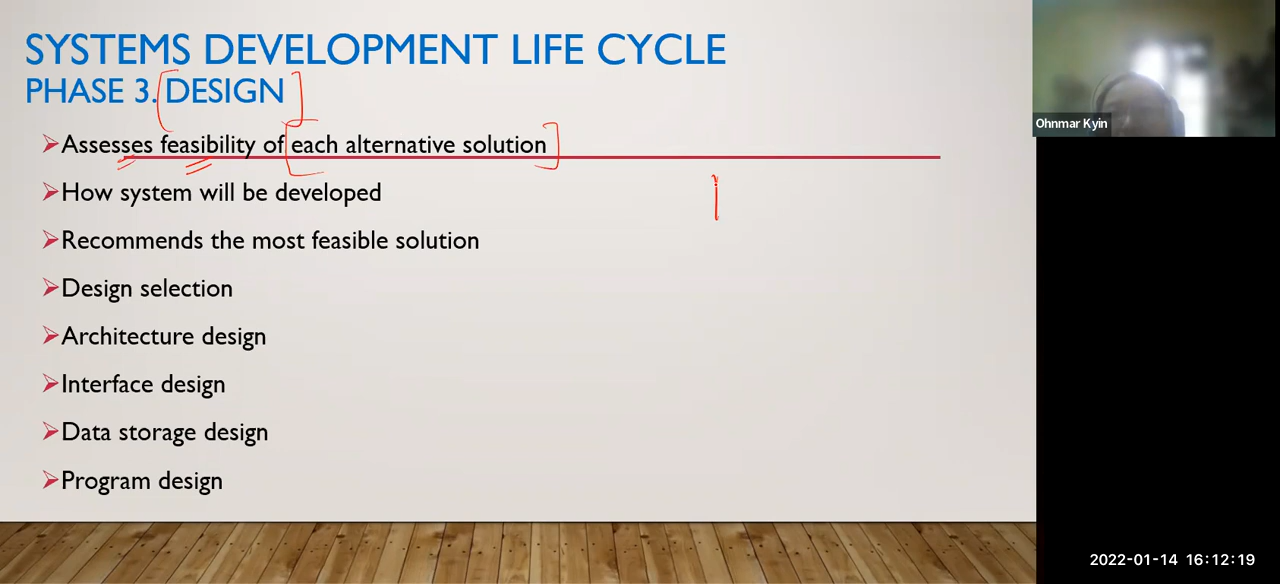 SYSTEMS DEVELOPMENT LIFE CYCLE
PHASE 3. DESIGN
Assesses feasibility of each alternative solution
How system will be developed
Recommends the most feasible solution
Design selection
Architecture design
Interface design
Data storage design
Program design
Ohnmar Kyin
2022-01-14 16:12:19